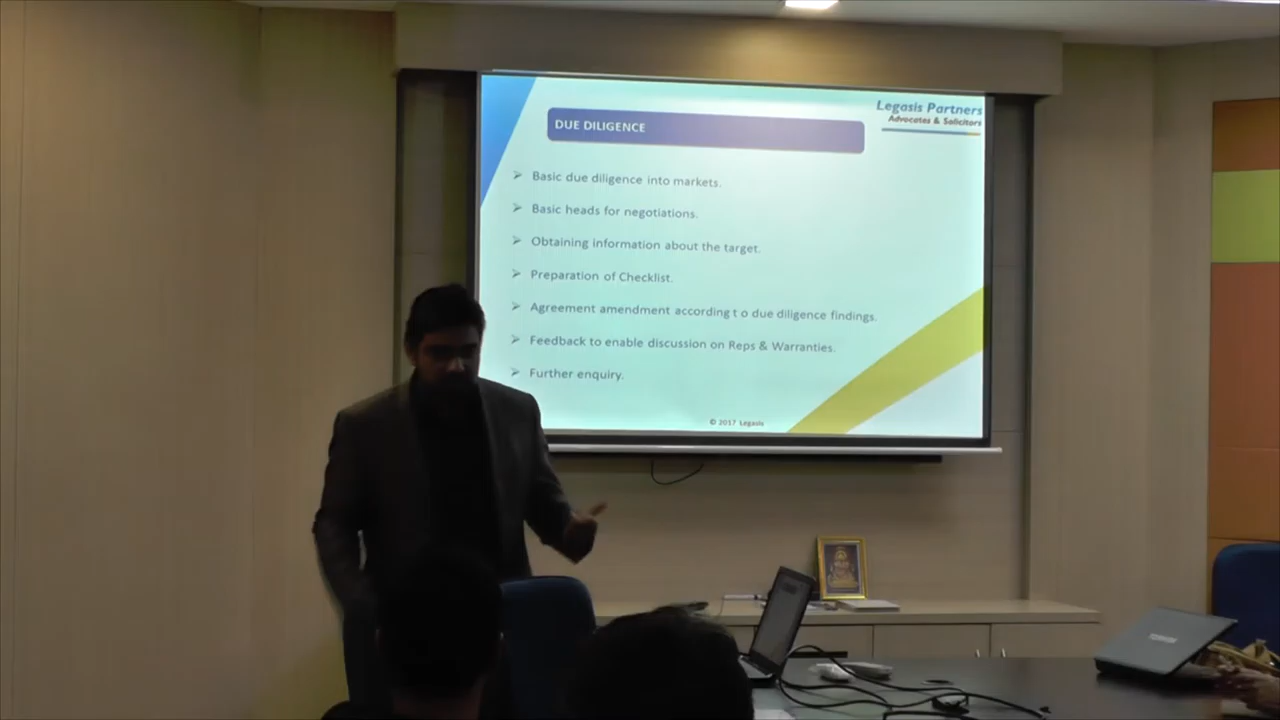 Legasis Partners
Advocates & Solicitors
DUE DILIGENCE
Basic due diligence into markets.
Basic heads for negotiations.
Obtaining information about the target.
Preparation of Checklist.
Agreement amendment according t o due diligence findings.
Feedback to enable discussion on Reps & Warranties.
Further enquiry.
© 2017 Legasis
TOSHIBA